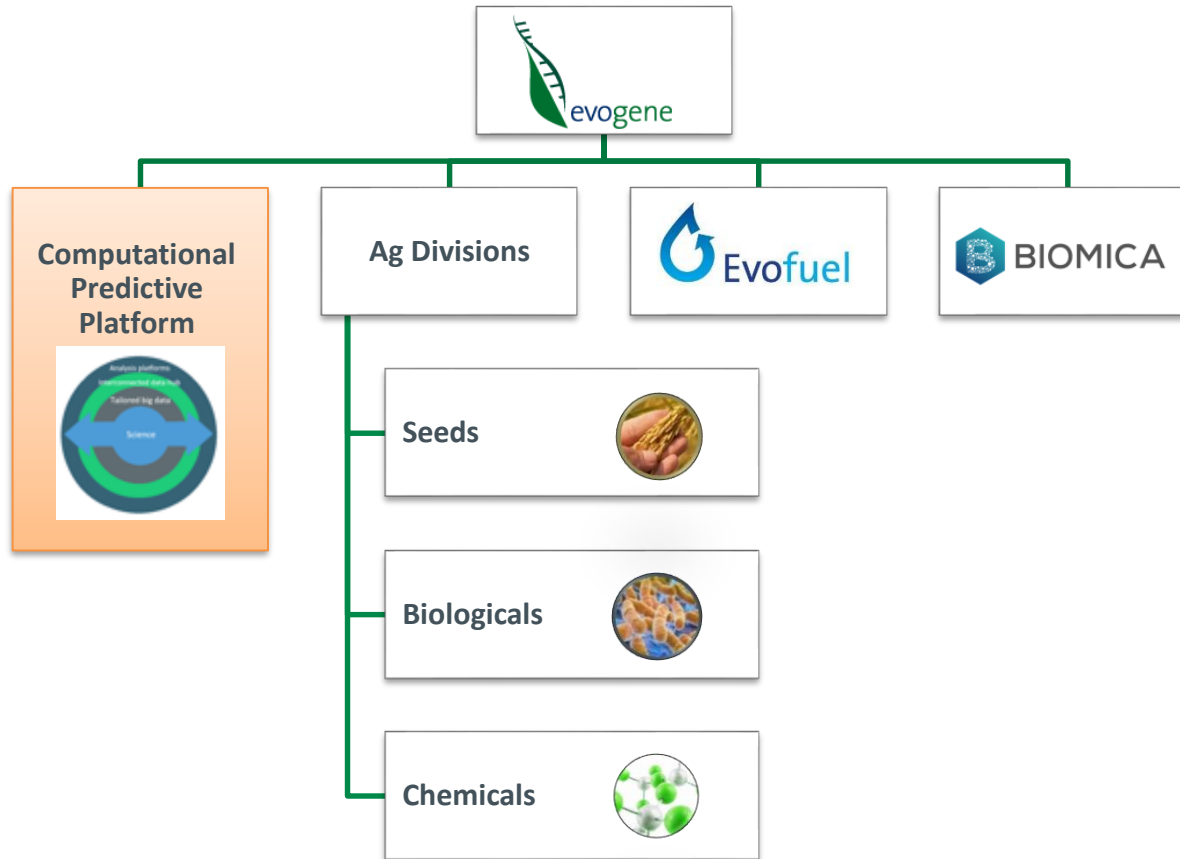 evogene
Computational
Predictive
Platform
Analysis platforms
Interconnected data hub
Tailored big data
Science
Ag Divisions
Evofuel
BIOMICA
Seeds
Biologicals
Chemicals